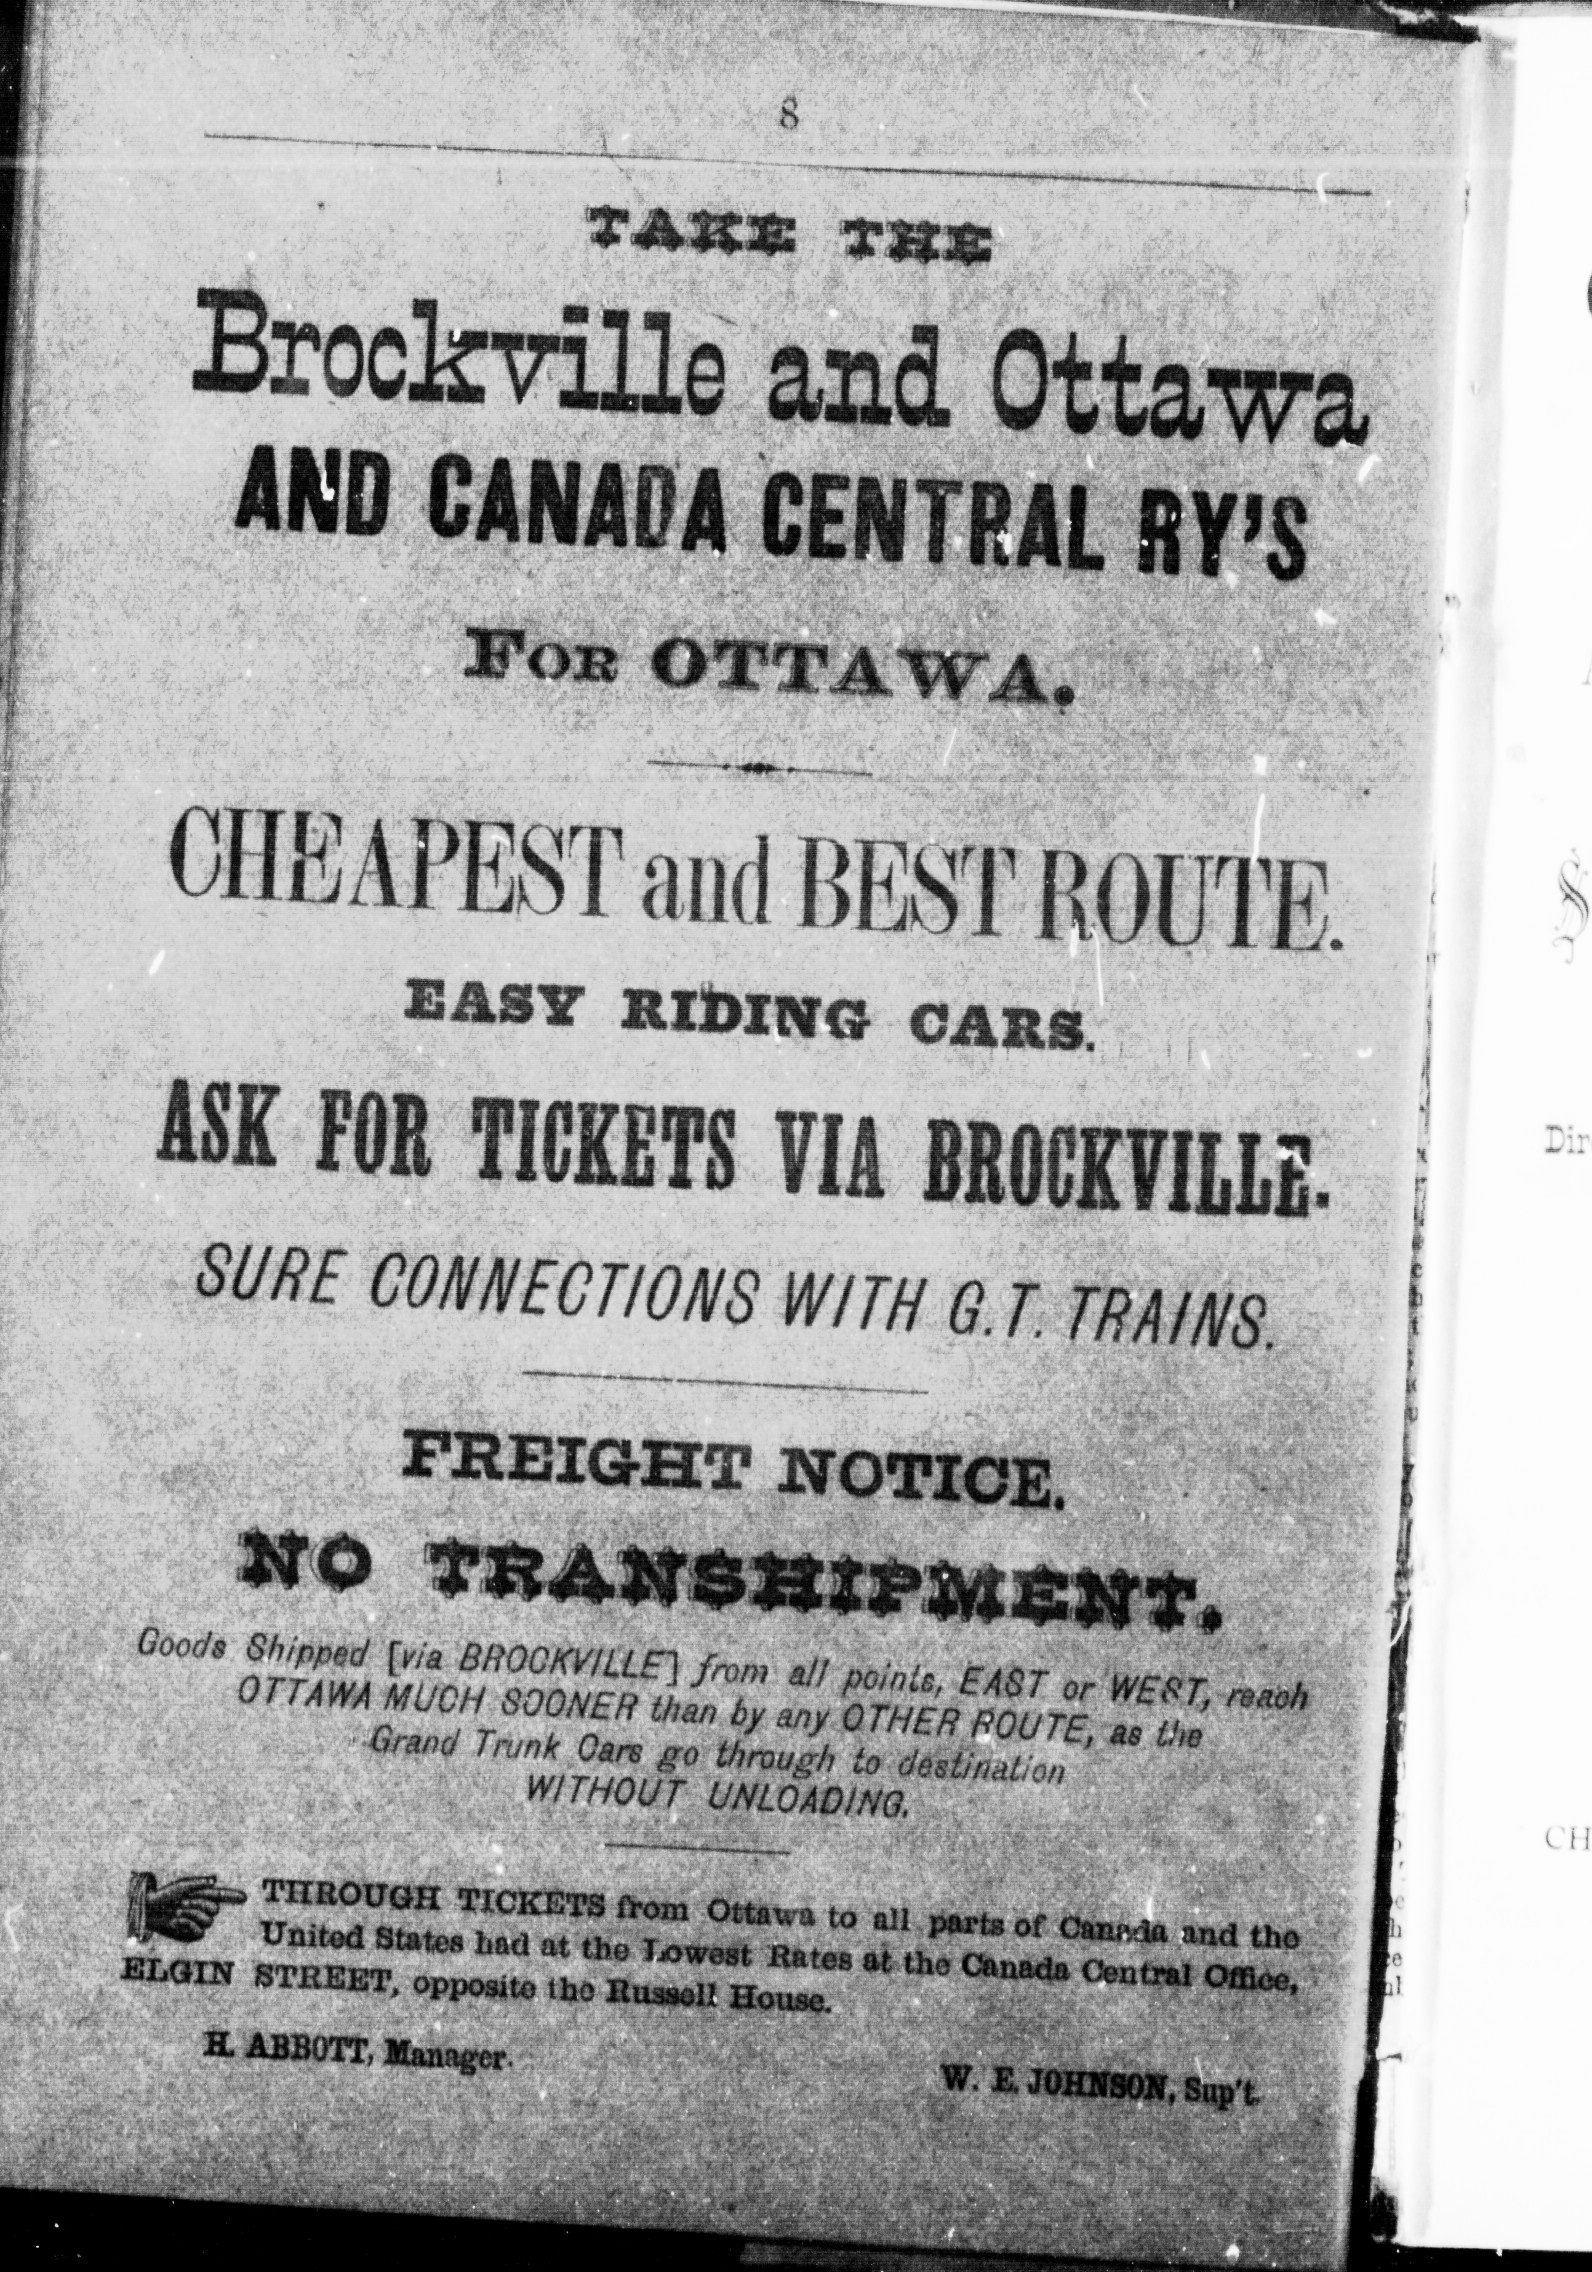 8
TAKE THE
Brockville and Ottawa
AND CANADA CENTRAL RY'S
FOR OTTAWA.
CHEAPEST and BEST ROUTE.
EASY RIDING CARS.
ASK FOR TICKETS VIA BROCKVILLE.
SURE CONNECTIONS WITH G.T. TRAINS.
FREIGHT NOTICE.
NO TRANSHIPMENT.
Goods Shipped [via BROCKVILLE] from all points, EAST or WEST, reach
OTTAWA MUCH SOONER than by any OTHER ROUTE, as the
Grand Trunk Cars go through to destination
WITHOUT UNLOADING.
THROUGH TICKETS from Ottawa to all parts of Canada and the
United States had at the Lowest Rates at the Canada Central Office,
ELGIN STREET, opposite the Russell House.
H. ABBOTT, Manager.
W. E. JOHNSON, Sup't.